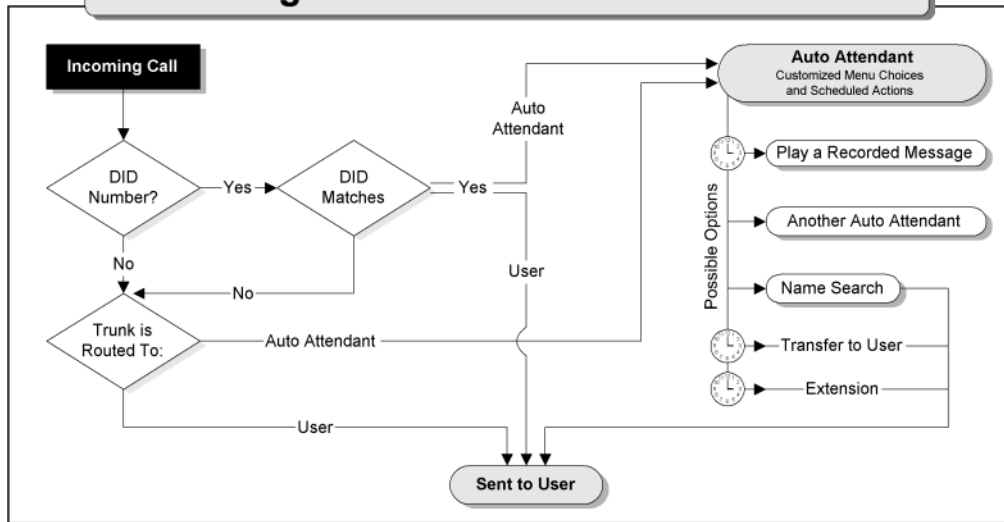 Incoming Call
Auto Attendant
Customized Menu Choices
and Scheduled Actions
Auto
Attendant
DID
Number?
Yes
DID
Matches
Yes
Play a Recorded Message
Another Auto Attendant
Possible Options
No
User
No
Name Search
Trunk is
Routed To:
Auto Attendant
Transfer to User
Extension
User
Sent to User